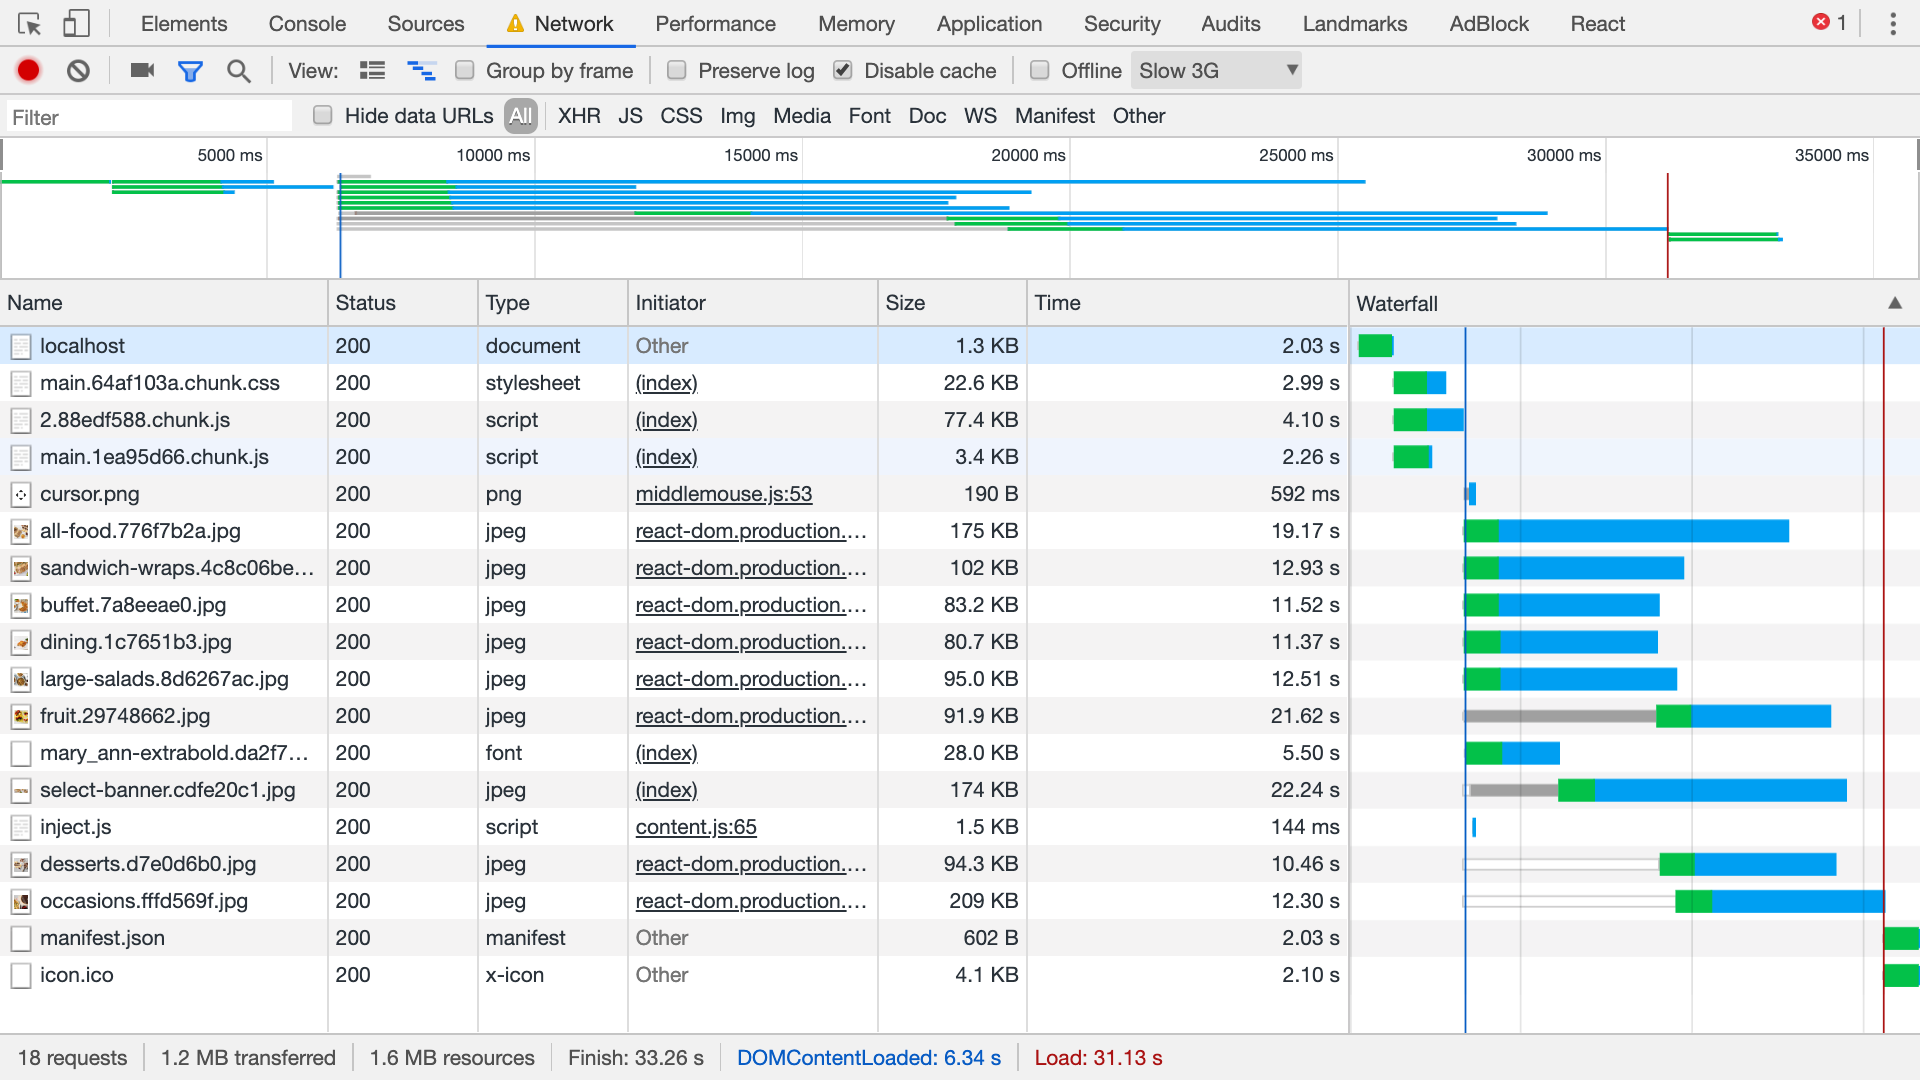 Elements Console Sources Network Performance Memory Application Security Audits Landmarks AdBlock React 1
View: Group by frame Preserve log Disable cache Offline Slow 3G
Filter Hide data URLs All XHR JS CSS Img Media Font Doc WS Manifest Other
5000 ms 10000 ms 15000 ms 20000 ms 25000 ms 30000 ms 35000 ms
Name Status Type Initiator Size Time Waterfall
localhost 200 document Other 1.3 KB 2.03 s
main.64af103a.chunk.css 200 stylesheet (index) 22.6 KB 2.99 s
2.88edf588.chunk.js 200 script (index) 77.4 KB 4.10 s
main.1ea95d66.chunk.js 200 script (index) 3.4 KB 2.26 s
cursor.png 200 png middlemouse.js:53 190 B 592 ms
all-food.776f7b2a.jpg 200 jpeg react-dom.production.… 175 KB 19.17 s
sandwich-wraps.4c8c06be… 200 jpeg react-dom.production.… 102 KB 12.93 s
buffet.7a8eeae0.jpg 200 jpeg react-dom.production.… 83.2 KB 11.52 s
dining.1c7651b3.jpg 200 jpeg react-dom.production.… 80.7 KB 11.37 s
large-salads.8d6267ac.jpg 200 jpeg react-dom.production.… 95.0 KB 12.51 s
fruit.29748662.jpg 200 jpeg react-dom.production.… 91.9 KB 21.62 s
mary_ann-extrabold.da2f7… 200 font (index) 28.0 KB 5.50 s
select-banner.cdfe20c1.jpg 200 jpeg (index) 174 KB 22.24 s
inject.js 200 script content.js:65 1.5 KB 144 ms
desserts.d7e0d6b0.jpg 200 jpeg react-dom.production.… 94.3 KB 10.46 s
occasions.fffd569f.jpg 200 jpeg react-dom.production.… 209 KB 12.30 s
manifest.json 200 manifest Other 602 B 2.03 s
icon.ico 200 x-icon Other 4.1 KB 2.10 s
18 requests 1.2 MB transferred 1.6 MB resources Finish: 33.26 s DOMContentLoaded: 6.34 s Load: 31.13 s